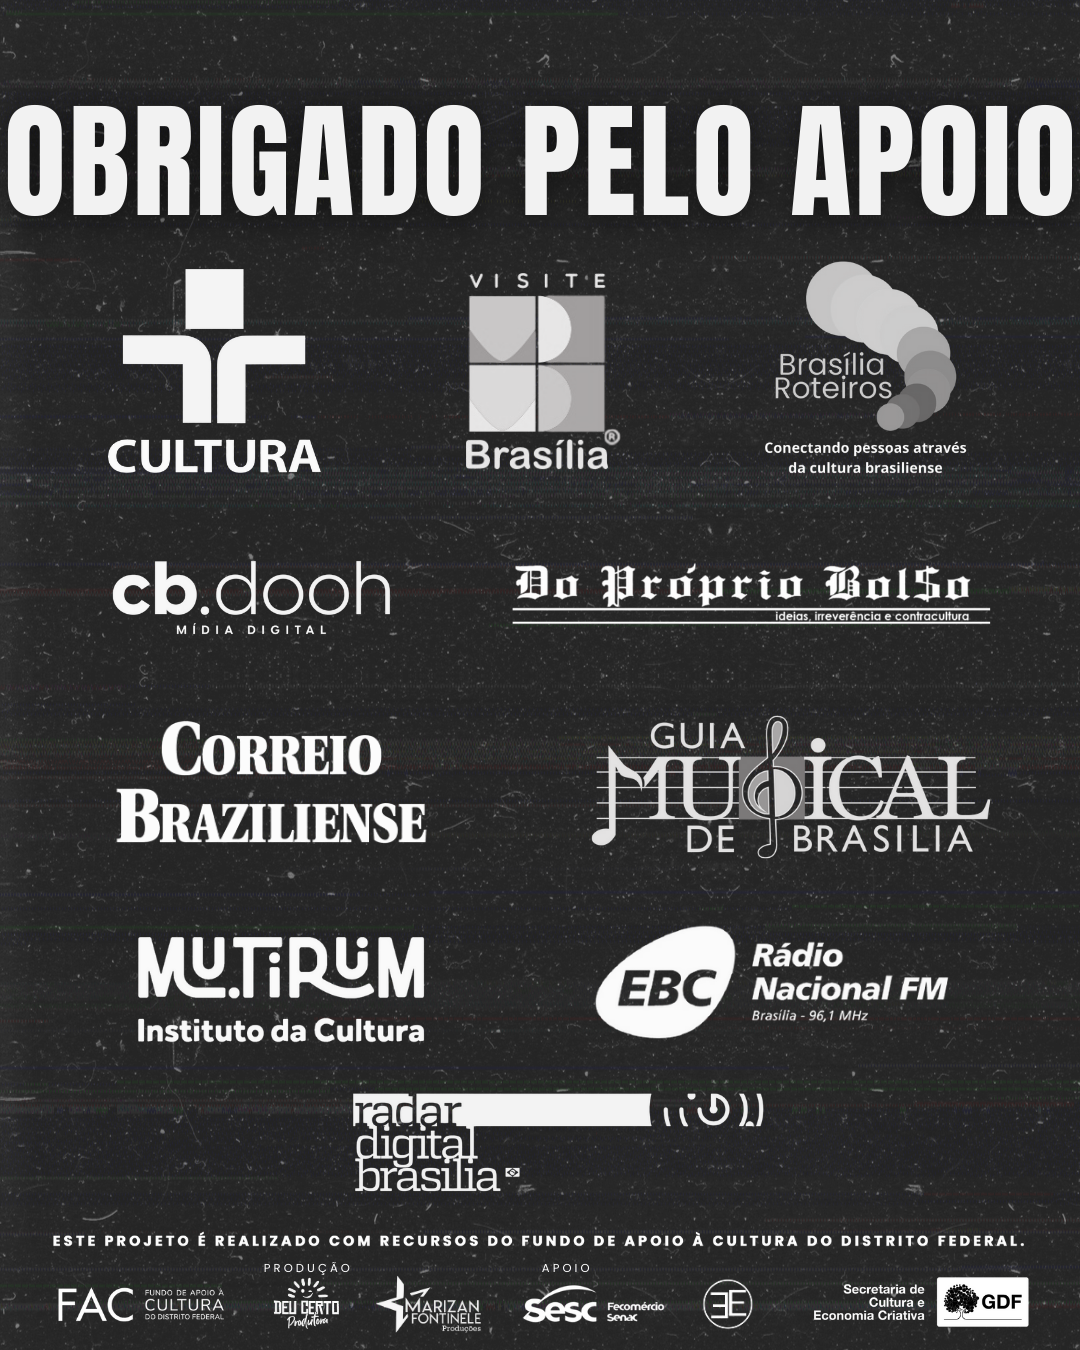 OBRIGADO PELO APOIO
CULTURA
VISITE
Brasília®
Brasília
Roteiros
Conectando pessoas através
da cultura brasiliense
cb.dooh
MÍDIA DIGITAL
Do Próprio Bol$o
ideias, irreverência e contracultura
CORREIO
BRAZILIENSE
GUIA
MUSICAL
DE BRASILIA
MUTIRUM
Instituto da Cultura
EBC
Rádio
Nacional FM
Brasília - 96,1 MHz
radar
digital
brasilia
ESTE PROJETO É REALIZADO COM RECURSOS DO FUNDO DE APOIO À CULTURA DO DISTRITO FEDERAL.
PRODUÇÃO
APOIO
FAC
FUNDO DE APOIO À
CULTURA
DO DISTRITO FEDERAL
DEU CERTO
Produtora
MARIZAN
FONTINELE
Produções
Sesc
Fecomércio
Senac
Secretaria de
Cultura e
Economia Criativa
GDF